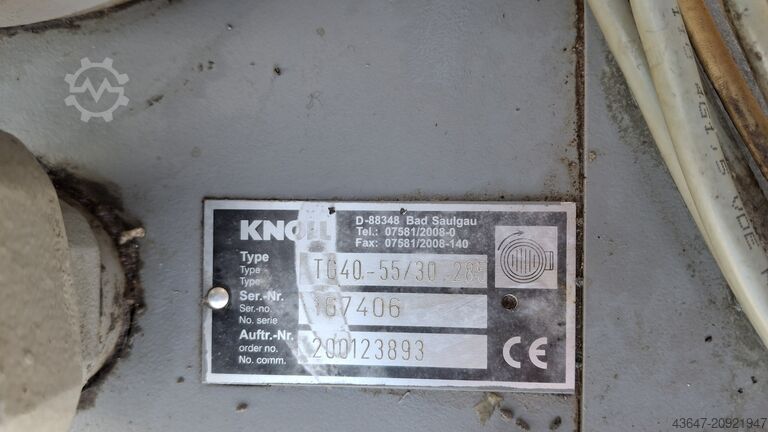 KNOLL
D-88348 Bad Saulgau
Tel.: 07581/2008-0
Fax: 07581/2008-140
Type
Type
Type
TG40-55/30
Ser.-Nr.
Ser.-no.
No. serie
167406
Auftr.-Nr.
order no.
No. comm.
200123893
CE
43647-20921947